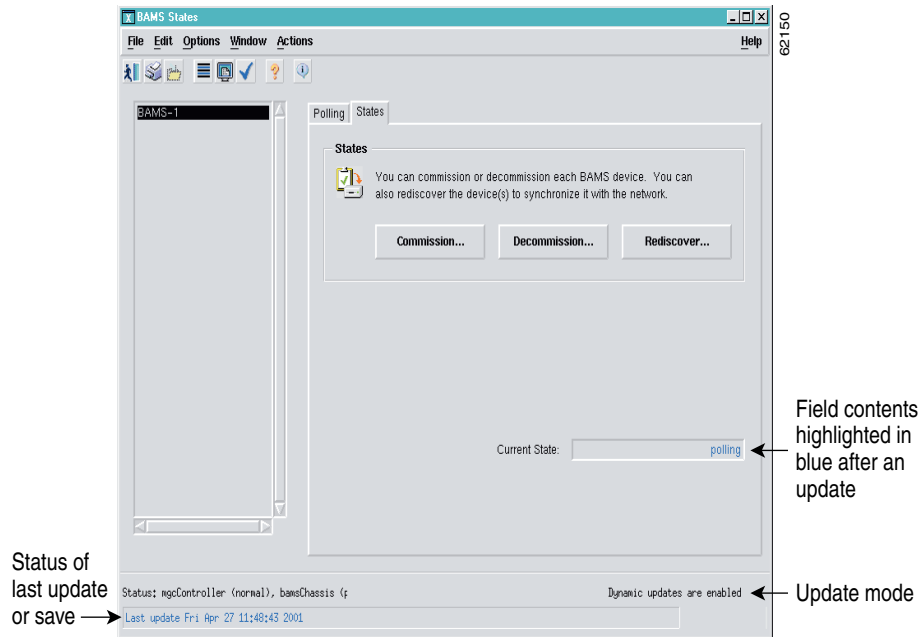 BAMS States
File Edit Options Window Actions Help
62150
BAMS-1
Polling States
States
You can commission or decommission each BAMS device. You can
also rediscover the device(s) to synchronize it with the network.
Commission... Decommission... Rediscover...
Current State: polling
Field contents
highlighted in
blue after an
update
Status of
last update
or save
Status: mgcController (normal), bamsChassis (
Dynamic updates are enabled
Update mode
Last update Fri Apr 27 11:48:43 2001